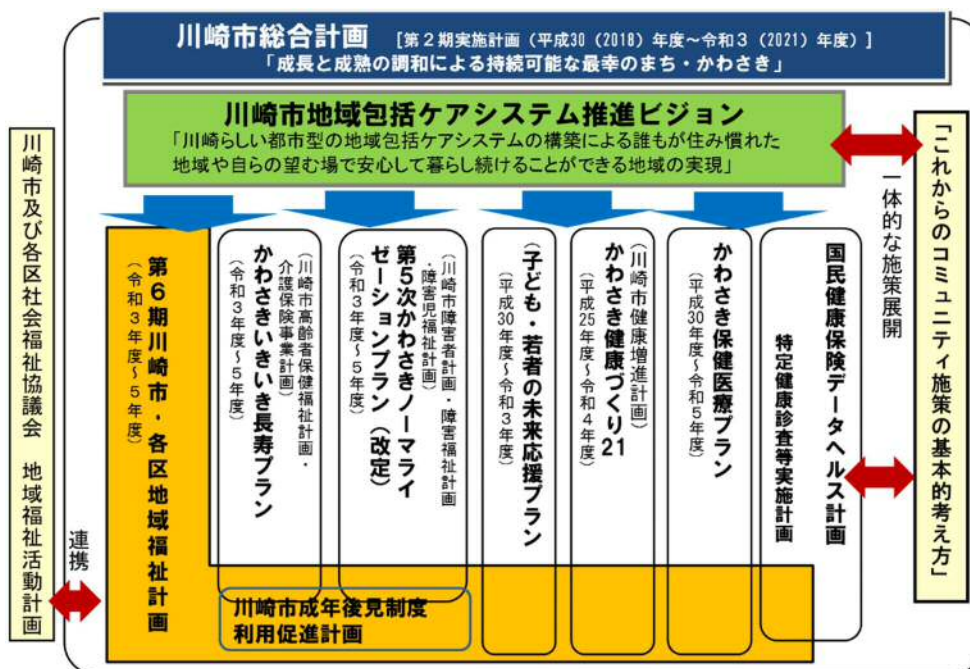 川崎市総合計画 [第2期実施計画(平成30(2018)年度~令和3(2021)年度)]
「成長と成熟の調和による持続可能な最幸のまち・かわさき」
川崎市地域包括ケアシステム推進ビジョン
「川崎らしい都市型の地域包括ケアシステムの構築による誰もが住み慣れた
地域や自らの望む場で安心して暮らし続けることができる地域の実現」
「これからのコミュニティ施策の基本的考え方」
一体的な施策展開
国民健康保険データヘルス計画
特定健康診査等実施計画
かわさき保健医療プラン
(平成30年度~令和5年度)
(川崎市健康増進計画)
かわさき健康づくり21
(平成25年度~令和4年度)
子ども・若者の未来応援プラン
(平成30年度~令和3年度)
(川崎市障害者計画・障害福祉計画
・障害児福祉計画)
第5次かわさきノーマライ
ゼーションプラン(改定)
(令和3年度~5年度)
(川崎市高齢者保健福祉計画・
介護保険事業計画)
かわさきいきいき長寿プラン
(令和3年度~5年度)
第6期川崎市・各区地域福祉計画
(令和3年度~5年度)
川崎市成年後見制度
利用促進計画
連携
川崎市及び各区社会福祉協議会 地域福祉活動計画